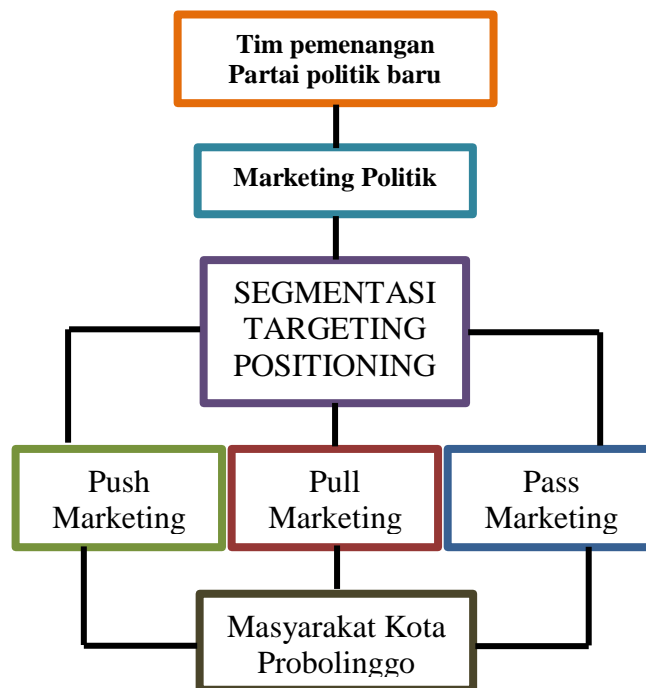 Tim pemenangan
Partai politik baru
Marketing Politik
SEGMENTASI
TARGETING
POSITIONING
Push
Marketing
Pull
Marketing
Pass
Marketing
Masyarakat Kota
Probolinggo